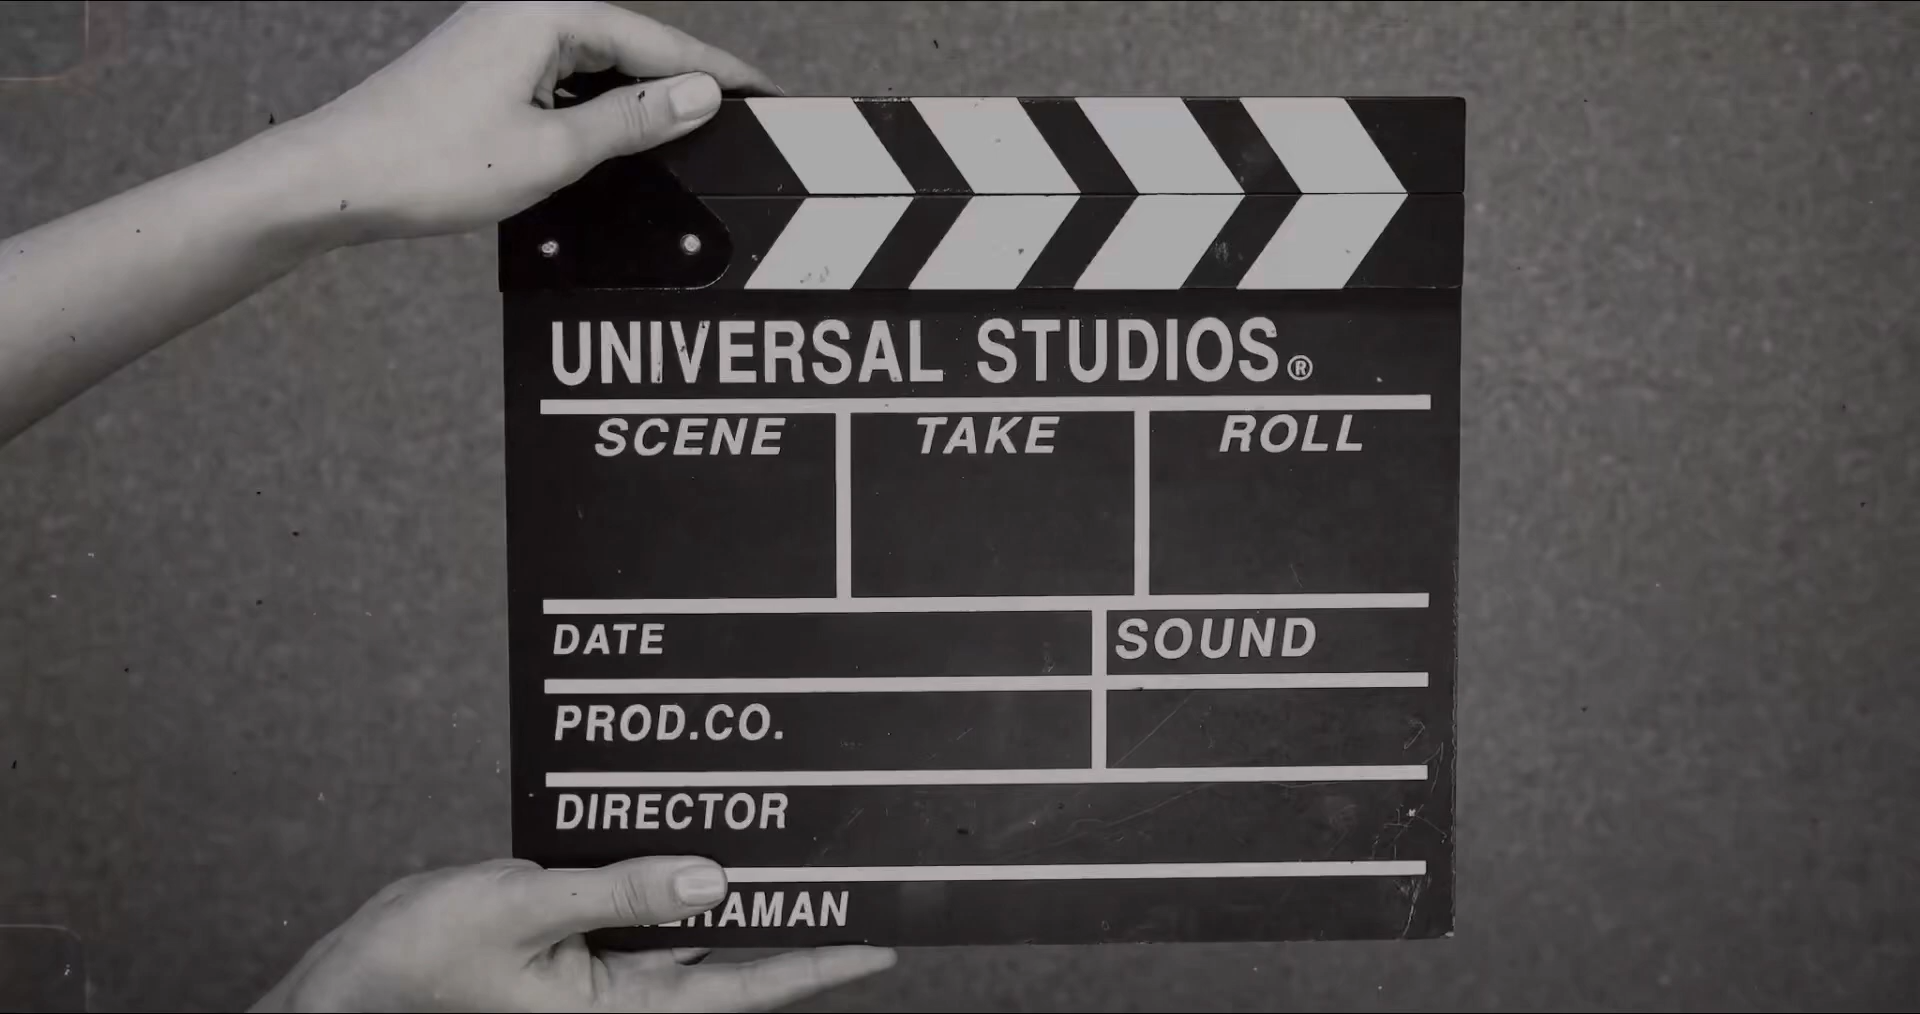 UNIVERSAL STUDIOS®
SCENE TAKE ROLL
DATE SOUND
PROD.CO.
DIRECTOR